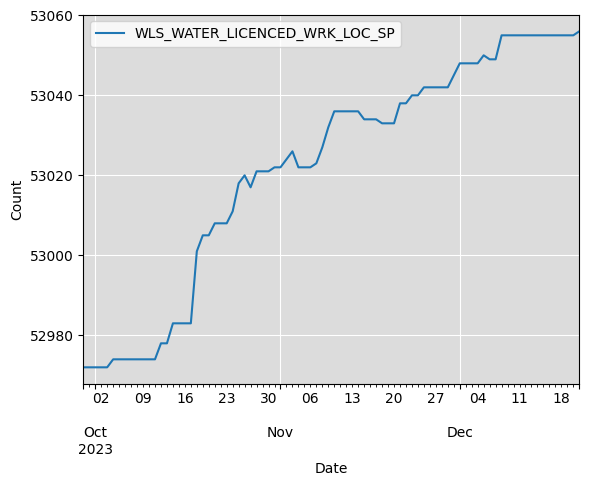 53060
WLS_WATER_LICENCED_WRK_LOC_SP
53040
53020
Count
53000
52980
02 09 16 23 30 06 13 20 27 04 11 18
Oct Nov Dec
2023
Date